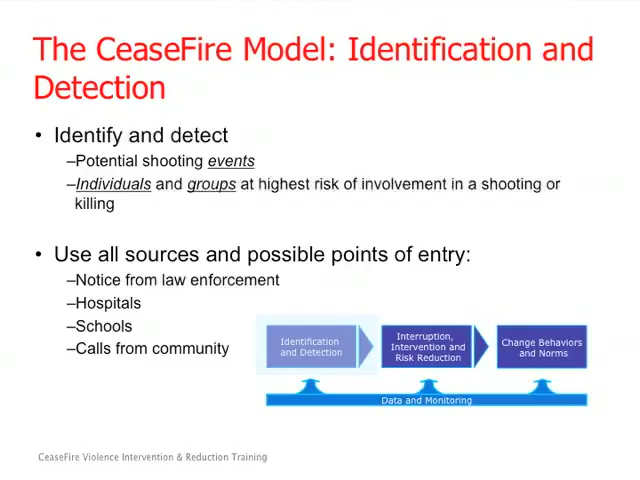 The CeaseFire Model: Identification and
Detection
• Identify and detect
–Potential shooting events
–Individuals and groups at highest risk of involvement in a shooting or
killing
• Use all sources and possible points of entry:
–Notice from law enforcement
–Hospitals
–Schools
–Calls from community
Identification
and Detection
Interruption,
Intervention and
Risk Reduction
Change Behaviors
and Norms
Data and Monitoring
CeaseFire Violence Intervention & Reduction Training